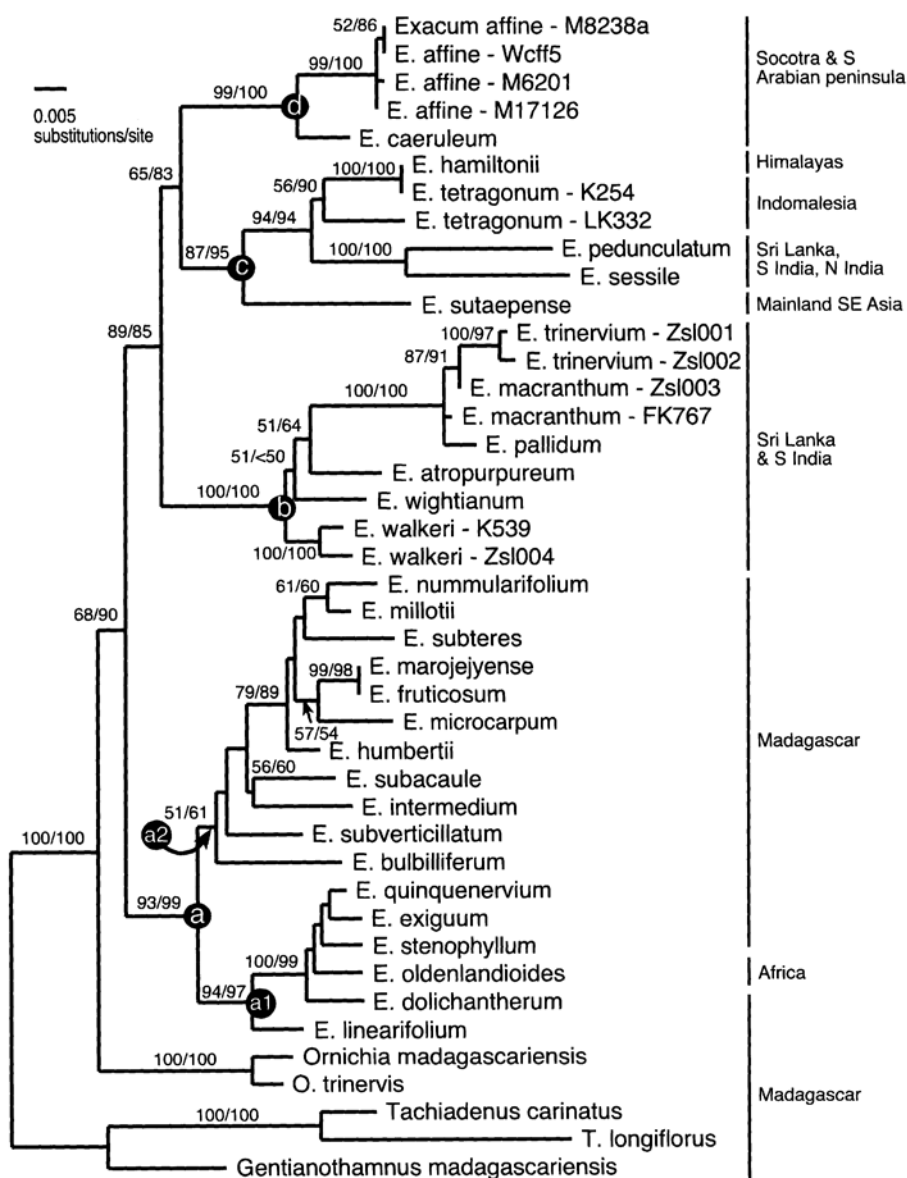 52/86
Exacum affine - M8238a
E. affine - Wcff5
99/100
E. affine - M6201
99/100
E. affine - M17126
d
E. caeruleum
Socotra & S
Arabian peninsula
0.005
substitutions/site
65/83
100/100
E. hamiltonii
Himalayas
56/90
E. tetragonum - K254
Indomalesia
94/94
E. tetragonum - LK332
87/95
100/100
E. pedunculatum
Sri Lanka,
S India, N India
c
E. sessile
E. sutaepense
Mainland SE Asia
89/85
100/97
E. trinervium - Zsl001
87/91
E. trinervium - Zsl002
100/100
E. macranthum - Zsl003
E. macranthum - FK767
51/64
E. pallidum
Sri Lanka
& S India
51/<50
E. atropurpureum
100/100
b
E. wightianum
E. walkeri - K539
100/100
E. walkeri - Zsl004
61/60
E. nummularifolium
E. millotii
68/90
E. subteres
99/98
E. marojejyense
79/89
E. fruticosum
57/54
E. microcarpum
Madagascar
E. humbertii
56/60
E. subacaule
E. intermedium
51/61
a2
E. subverticillatum
100/100
E. bulbilliferum
93/99
a
E. quinquenervium
E. exiguum
E. stenophyllum
100/99
E. oldenlandioides
Africa
94/97
a1
E. dolichantherum
E. linearifolium
100/100
Ornichia madagascariensis
O. trinervis
Madagascar
100/100
Tachiadenus carinatus
T. longiflorus
Gentianothamnus madagascariensis